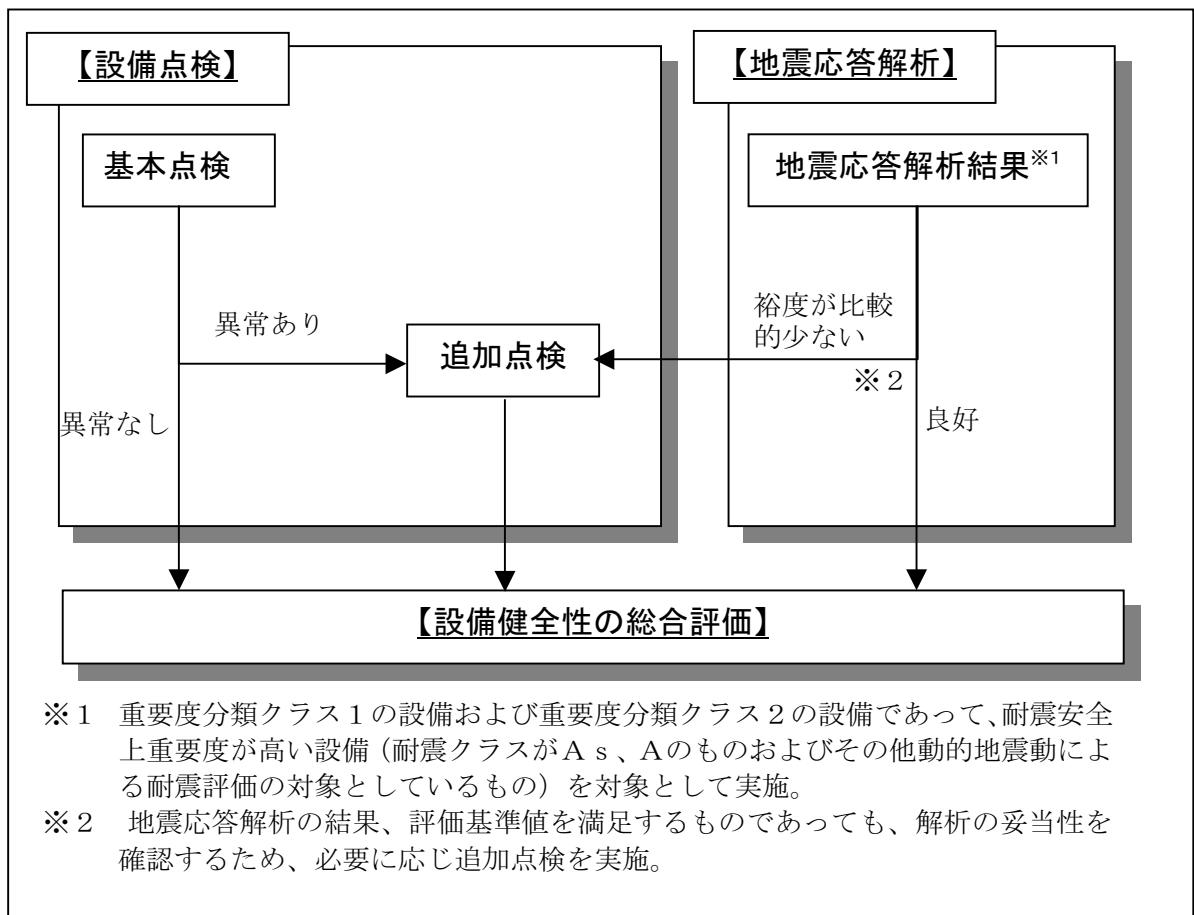 【設備点検】
【地震応答解析】
基本点検
地震応答解析結果※1
異常あり
追加点検
裕度が比較
的少ない
※2
異常なし
良好
【設備健全性の総合評価】
※1 重要度分類クラス1の設備および重要度分類クラス2の設備であって、耐震安全
上重要度が高い設備(耐震クラスがAs、Aのものおよびその他動的地震動によ
る耐震評価の対象としているもの)を対象として実施。
※2 地震応答解析の結果、評価基準値を満足するものであっても、解析の妥当性を
確認するため、必要に応じ追加点検を実施。